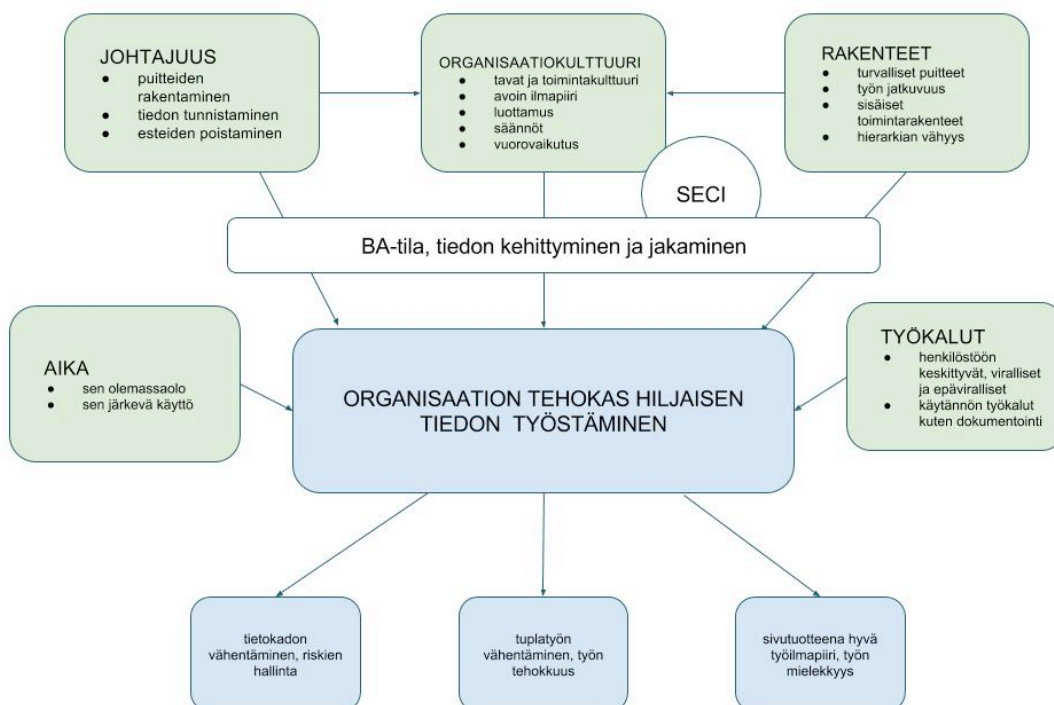 JOHTAJUUS
● puitteiden
rakentaminen
● tiedon tunnistaminen
● esteiden poistaminen
ORGANISAATIOKULTTUURI
● tavat ja toimintakulttuuri
● avoin ilmapiiri
● luottamus
● säännöt
● vuorovaikutus
RAKENTEET
● turvalliset puitteet
● työn jatkuvuus
● sisäiset
toimintarakenteet
● hierarkian vähyys
SECI
BA-tila, tiedon kehittyminen ja jakaminen
AIKA
● sen olemassaolo
● sen järkevä käyttö
ORGANISAATION TEHOKAS HILJAISEN
TIEDON TYÖSTÄMINEN
TYÖKALUT
● henkilöstöön
keskittyvät, viralliset
ja epäviralliset
● käytännön työkalut
kuten dokumentointi
tietokadon
vähentäminen, riskien
hallinta
tuplatyön
vähentäminen, työn
tehokkuus
sivutuotteena hyvä
työilmapiiri, työn
mielekkyys